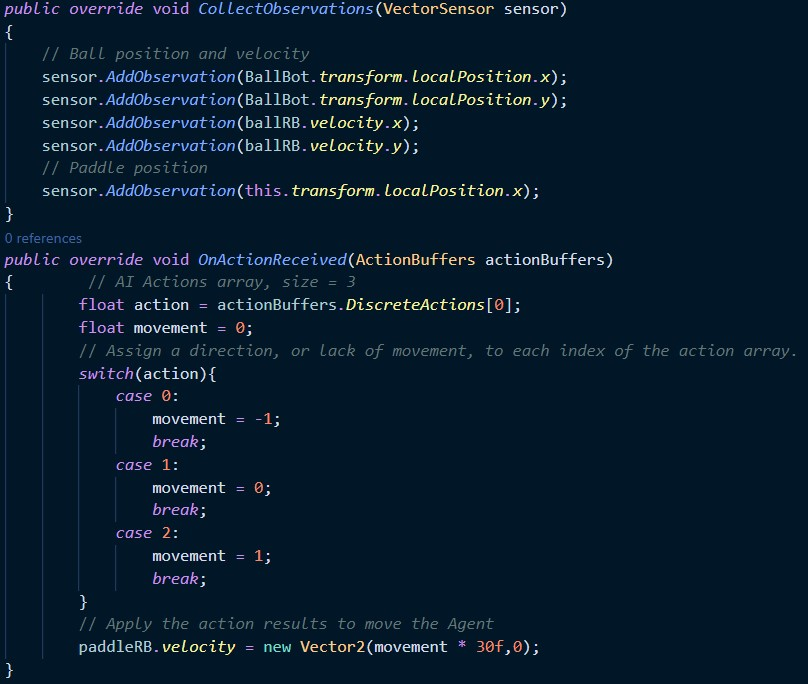 public override void CollectObservations(VectorSensor sensor)
{
    // Ball position and velocity
    sensor.AddObservation(BallBot.transform.localPosition.x);
    sensor.AddObservation(BallBot.transform.localPosition.y);
    sensor.AddObservation(ballRB.velocity.x);
    sensor.AddObservation(ballRB.velocity.y);
    // Paddle position
    sensor.AddObservation(this.transform.localPosition.x);
}
0 references
public override void OnActionReceived(ActionBuffers actionBuffers)
{        // AI Actions array, size = 3
        float action = actionBuffers.DiscreteActions[0];
        float movement = 0;
        // Assign a direction, or lack of movement, to each index of the action array.
        switch(action){
            case 0:
                movement = -1;
                break;
            case 1:
                movement = 0;
                break;
            case 2:
                movement = 1;
                break;
        }
        // Apply the action results to move the Agent
        paddleRB.velocity = new Vector2(movement * 30f,0);
}